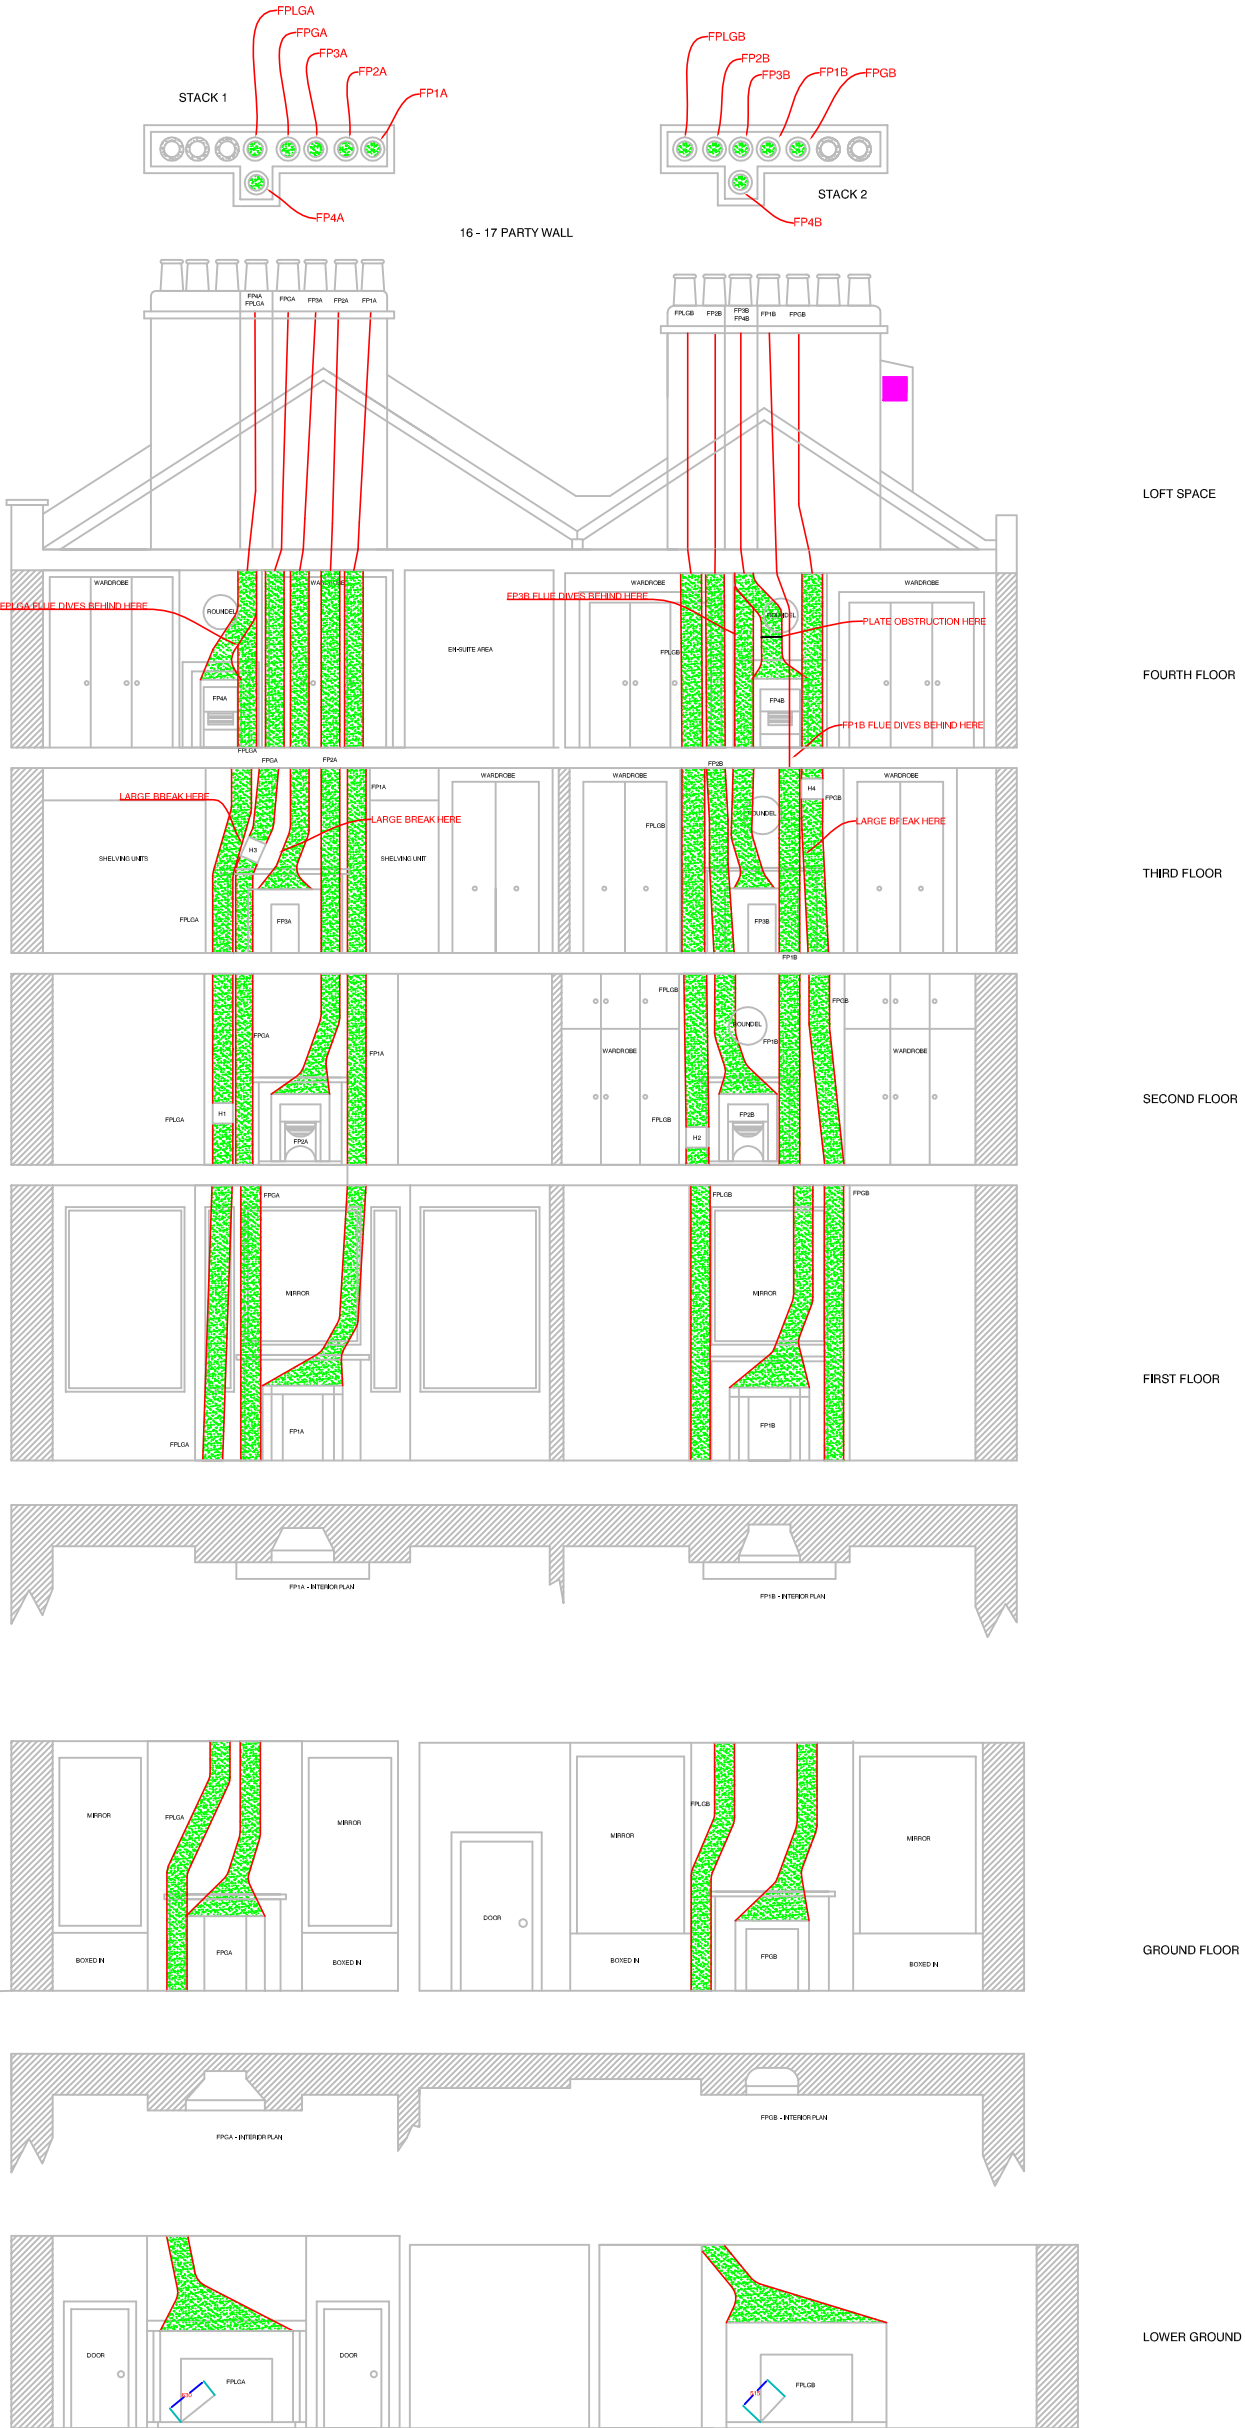 FPLGA
FPGA
FP3A
FP2A
FP1A
STACK 1
FP4A
FPLGB
FP2B
FP3B
FP1B
FPGB
STACK 2
FP4B
16 - 17 PARTY WALL
FP4A
FPLGA
FPGA
FP3A
FP2A
FP1A
FPLGB
FP2B
FP3B
FP4B
FP1B
FPGB
LOFT SPACE
WARDROBE
WARDROBE
WARDROBE
WARDROBE
FPLGA FLUE DIVES BEHIND HERE
ROUNDEL
FP3B FLUE DIVES BEHIND HERE
ROUNDEL
PLATE OBSTRUCTION HERE
EN-SUITE AREA
FPLGB
FOURTH FLOOR
FP4A
FP4B
FP1B FLUE DIVES BEHIND HERE
FPLGA
FPGA
FP2A
FP2B
WARDROBE
WARDROBE
WARDROBE
FP1A
H4
FPGB
LARGE BREAK HERE
LARGE BREAK HERE
FPLGB
ROUNDEL
LARGE BREAK HERE
H3
SHELVING UNITS
SHELVING UNIT
THIRD FLOOR
FPLGA
FP3A
FP3B
FP1B
FPLGB
FPGB
ROUNDEL
FPGA
FP1B
FP1A
WARDROBE
WARDROBE
SECOND FLOOR
H1
FPLGA
FPLGB
FP2B
H2
FP2A
FPGA
FPLGB
FPGB
MIRROR
MIRROR
FIRST FLOOR
FPLGA
FP1A
FP1B
FP1A - INTERIOR PLAN
FP1B - INTERIOR PLAN
MIRROR
FPLGA
MIRROR
FPLGB
MIRROR
MIRROR
DOOR
GROUND FLOOR
BOXED IN
FPGA
BOXED IN
BOXED IN
FPGB
BOXED IN
FPGA - INTERIOR PLAN
FPGB - INTERIOR PLAN
LOWER GROUND
DOOR
FPLGA
DOOR
FPLGB